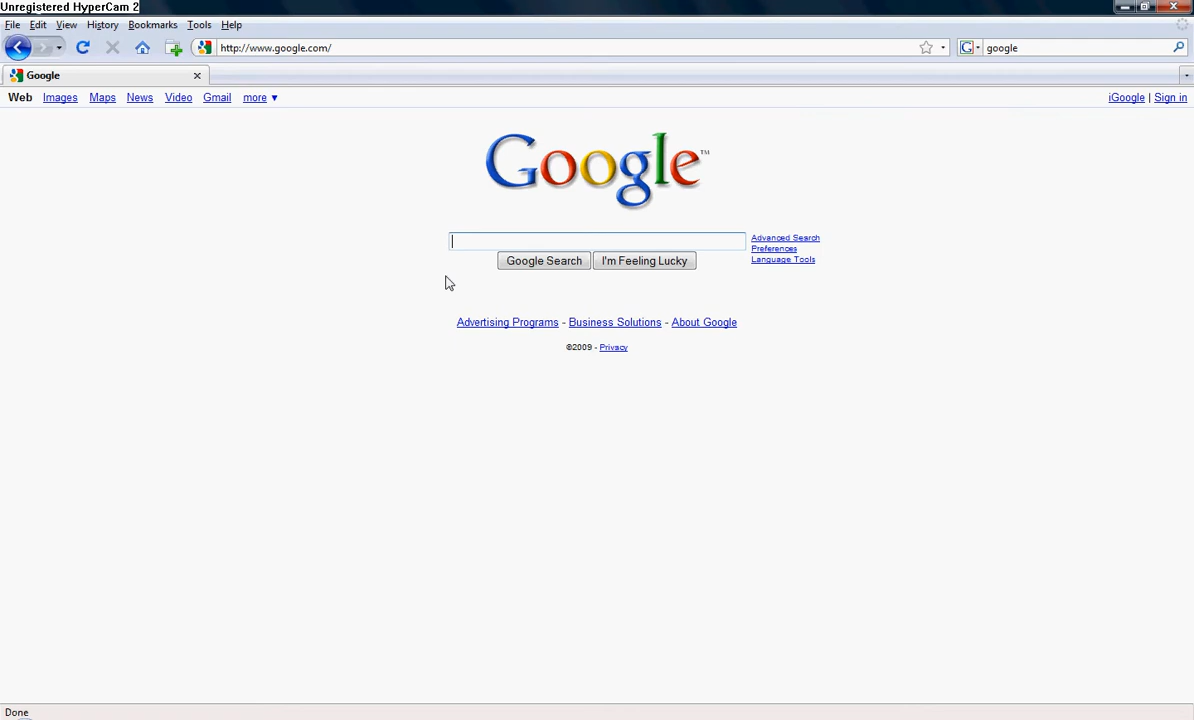 Unregistered HyperCam 2
File Edit View History Bookmarks Tools Help
http://www.google.com/ G google
Google
Web Images Maps News Video Gmail more ▼ iGoogle | Sign in
Google™
Advanced Search
Preferences
Language Tools
Google Search I'm Feeling Lucky
Advertising Programs - Business Solutions - About Google
©2009 - Privacy
Done